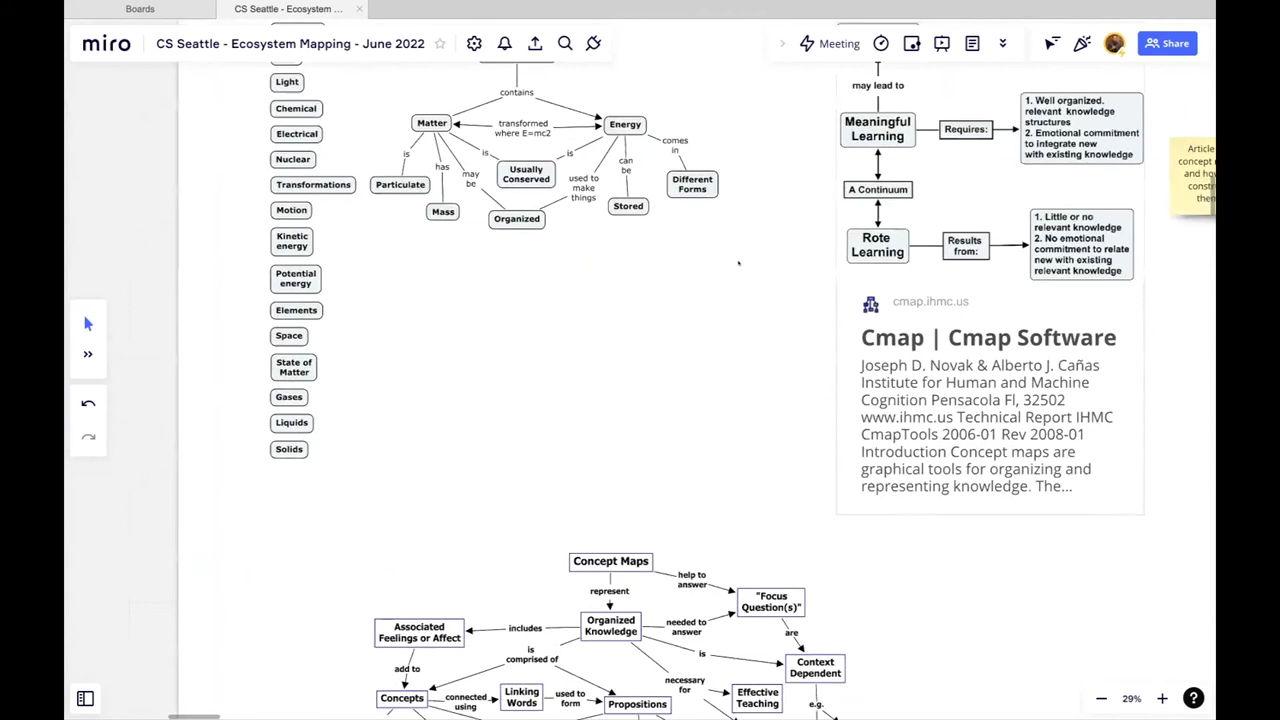 Boards
CS Seattle - Ecosystem ...
miro
CS Seattle - Ecosystem Mapping - June 2022
Meeting
Share
Light
Chemical
Electrical
Nuclear
Transformations
Motion
Kinetic
energy
Potential
energy
Elements
Space
State of
Matter
Gases
Liquids
Solids
contains
Matter
transformed
where E=mc2
Energy
is
has
may
be
is
is
used to
make
things
can
be
comes
in
Particulate
Mass
Usually
Conserved
Organized
Stored
Different
Forms
may lead to
Meaningful
Learning
Requires:
1. Well organized.
relevant knowledge
structures
2. Emotional commitment
to integrate new
with existing knowledge
A Continuum
Rote
Learning
Results
from:
1. Little or no
relevant knowledge
2. No emotional
commitment to relate
new with existing
relevant knowledge
Article
concept
and how
constr
them
cmap.ihmc.us
Cmap | Cmap Software
Joseph D. Novak & Alberto J. Cañas
Institute for Human and Machine
Cognition Pensacola Fl, 32502
www.ihmc.us Technical Report IHMC
CmapTools 2006-01 Rev 2008-01
Introduction Concept maps are
graphical tools for organizing and
representing knowledge. The...
Concept Maps
help to
answer
represent
"Focus
Question(s)"
Associated
Feelings or Affect
includes
Organized
Knowledge
needed to
answer
are
is
comprised of
is
Context
Dependent
add to
necessary
for
Concepts
connected
using
Linking
Words
used to
form
Propositions
Effective
Teaching
e.g.
29%